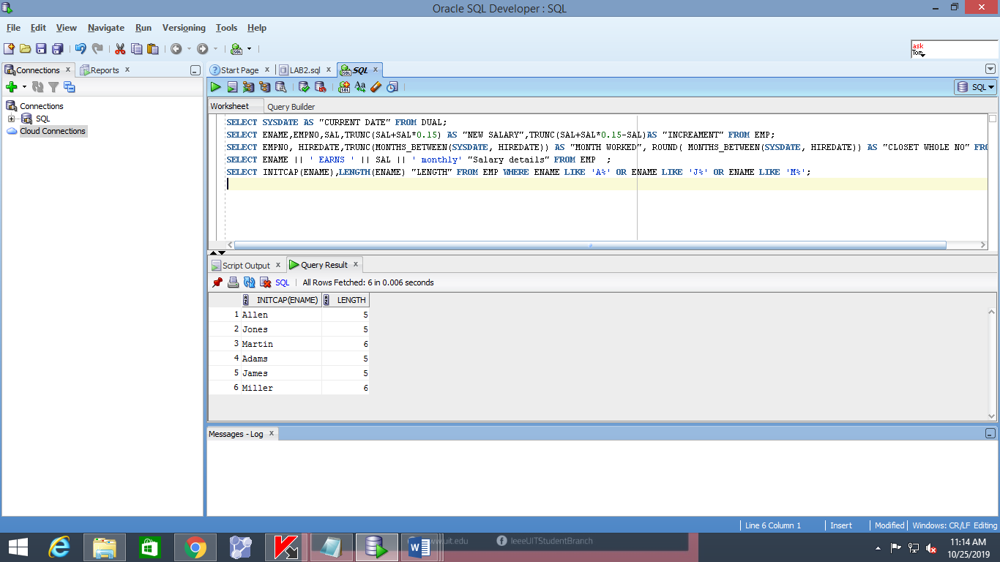 Oracle SQL Developer : SQL
File Edit View Navigate Run Versioning Tools Help
ask
Tom
Connections Reports
Connections
SQL
Cloud Connections
Start Page LAB2.sql SQL
SQL
Worksheet Query Builder
SELECT SYSDATE AS "CURRENT DATE" FROM DUAL;
SELECT ENAME,EMPNO,SAL,TRUNC(SAL+SAL*0.15) AS "NEW SALARY",TRUNC(SAL+SAL*0.15-SAL)AS "INCREAMENT" FROM EMP;
SELECT EMPNO, HIREDATE,TRUNC(MONTHS_BETWEEN(SYSDATE, HIREDATE)) AS "MONTH WORKED", ROUND( MONTHS_BETWEEN(SYSDATE, HIREDATE)) AS "CLOSET WHOLE NO" FRO
SELECT ENAME || ' EARNS ' || SAL || ' monthly' "Salary details" FROM EMP ;
SELECT INITCAP(ENAME),LENGTH(ENAME) "LENGTH" FROM EMP WHERE ENAME LIKE 'A%' OR ENAME LIKE 'J%' OR ENAME LIKE 'M%';
Script Output Query Result
SQL All Rows Fetched: 6 in 0.006 seconds
INITCAP(ENAME) LENGTH
1 Allen 5
2 Jones 5
3 Martin 6
4 Adams 5
5 James 5
6 Miller 6
Messages - Log
Line 6 Column 1 Insert Modified Windows: CR/LF Editing
uit.edu IeeeUITStudentBranch
11:14 AM
10/25/2019